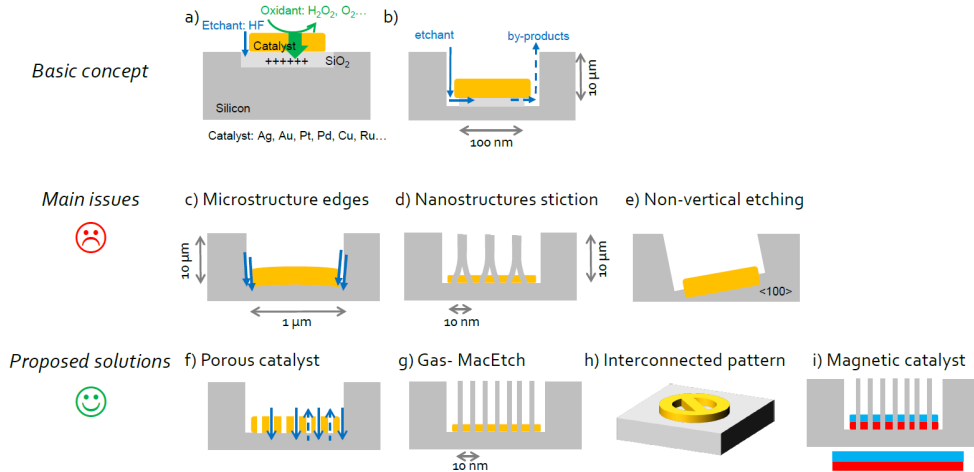 a)
Oxidant: H₂O₂, O₂...
Etchant: HF
Catalyst
++++++
SiO₂
Silicon
Catalyst: Ag, Au, Pt, Pd, Cu, Ru...
b)
etchant
by-products
10 µm
100 nm
Basic concept
Main issues
c) Microstructure edges
10 µm
1 µm
d) Nanostructures stiction
10 µm
10 nm
e) Non-vertical etching
<100>
Proposed solutions
f) Porous catalyst
g) Gas- MacEtch
10 nm
h) Interconnected pattern
i) Magnetic catalyst